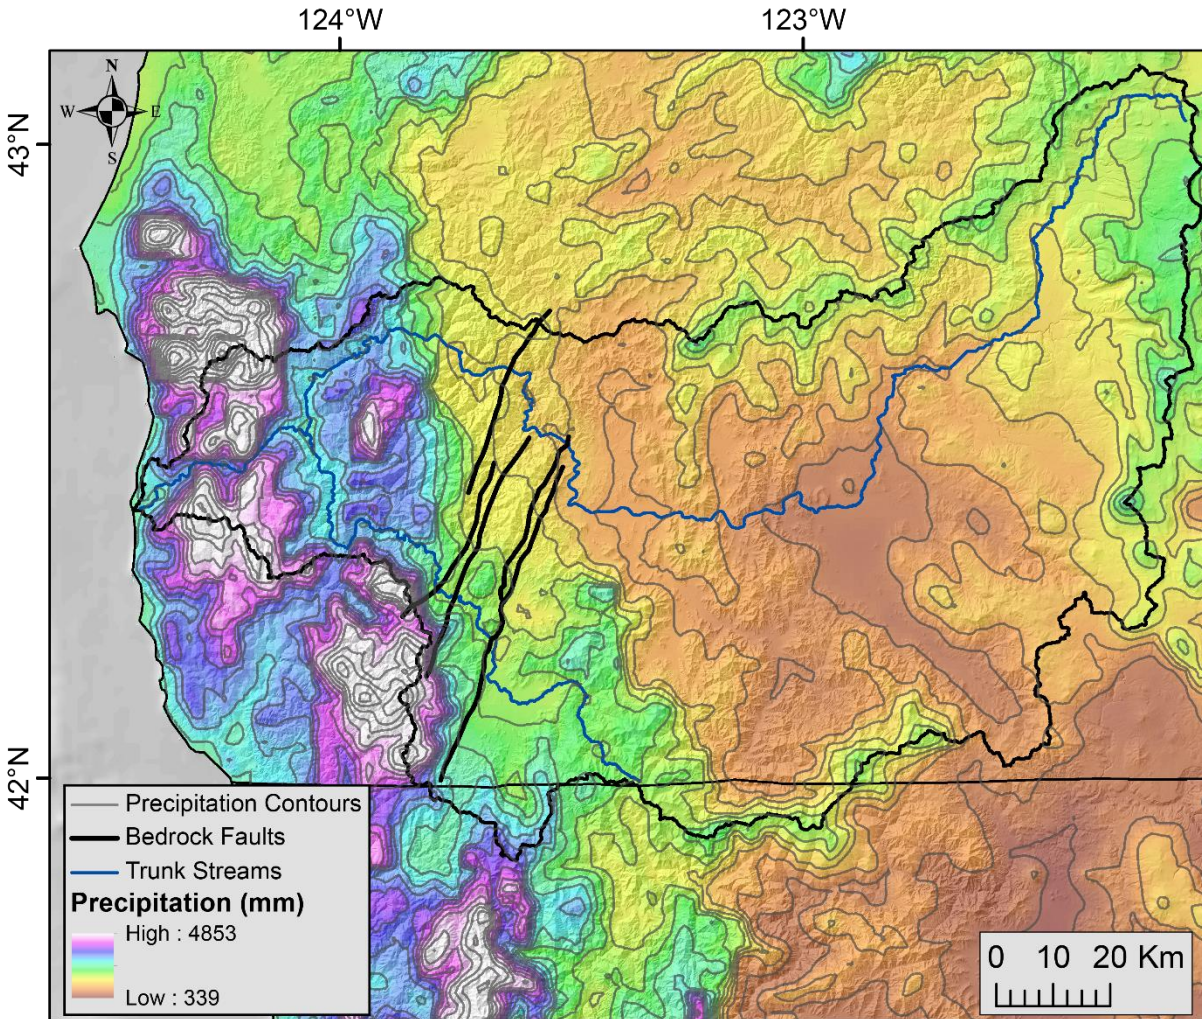 124°W 123°W
N
W E
S
43°N
42°N
Precipitation Contours
Bedrock Faults
Trunk Streams
Precipitation (mm)
High : 4853
Low : 339
0 10 20 Km